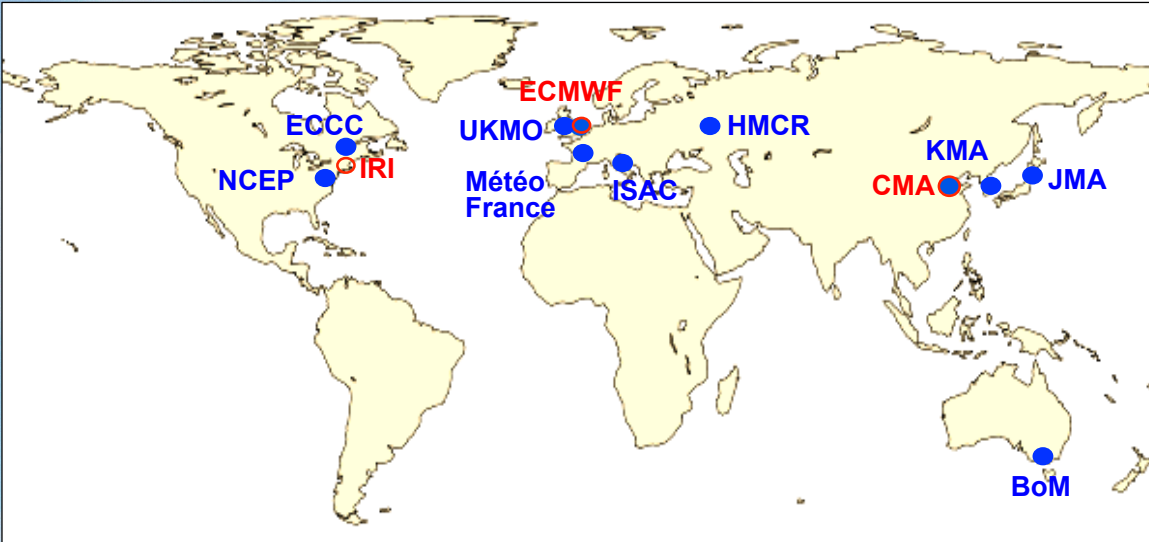 ECMWF
ECCC
UKMO
HMCR
KMA
NCEP
IRI
Météo
France
ISAC
CMA
JMA
BoM